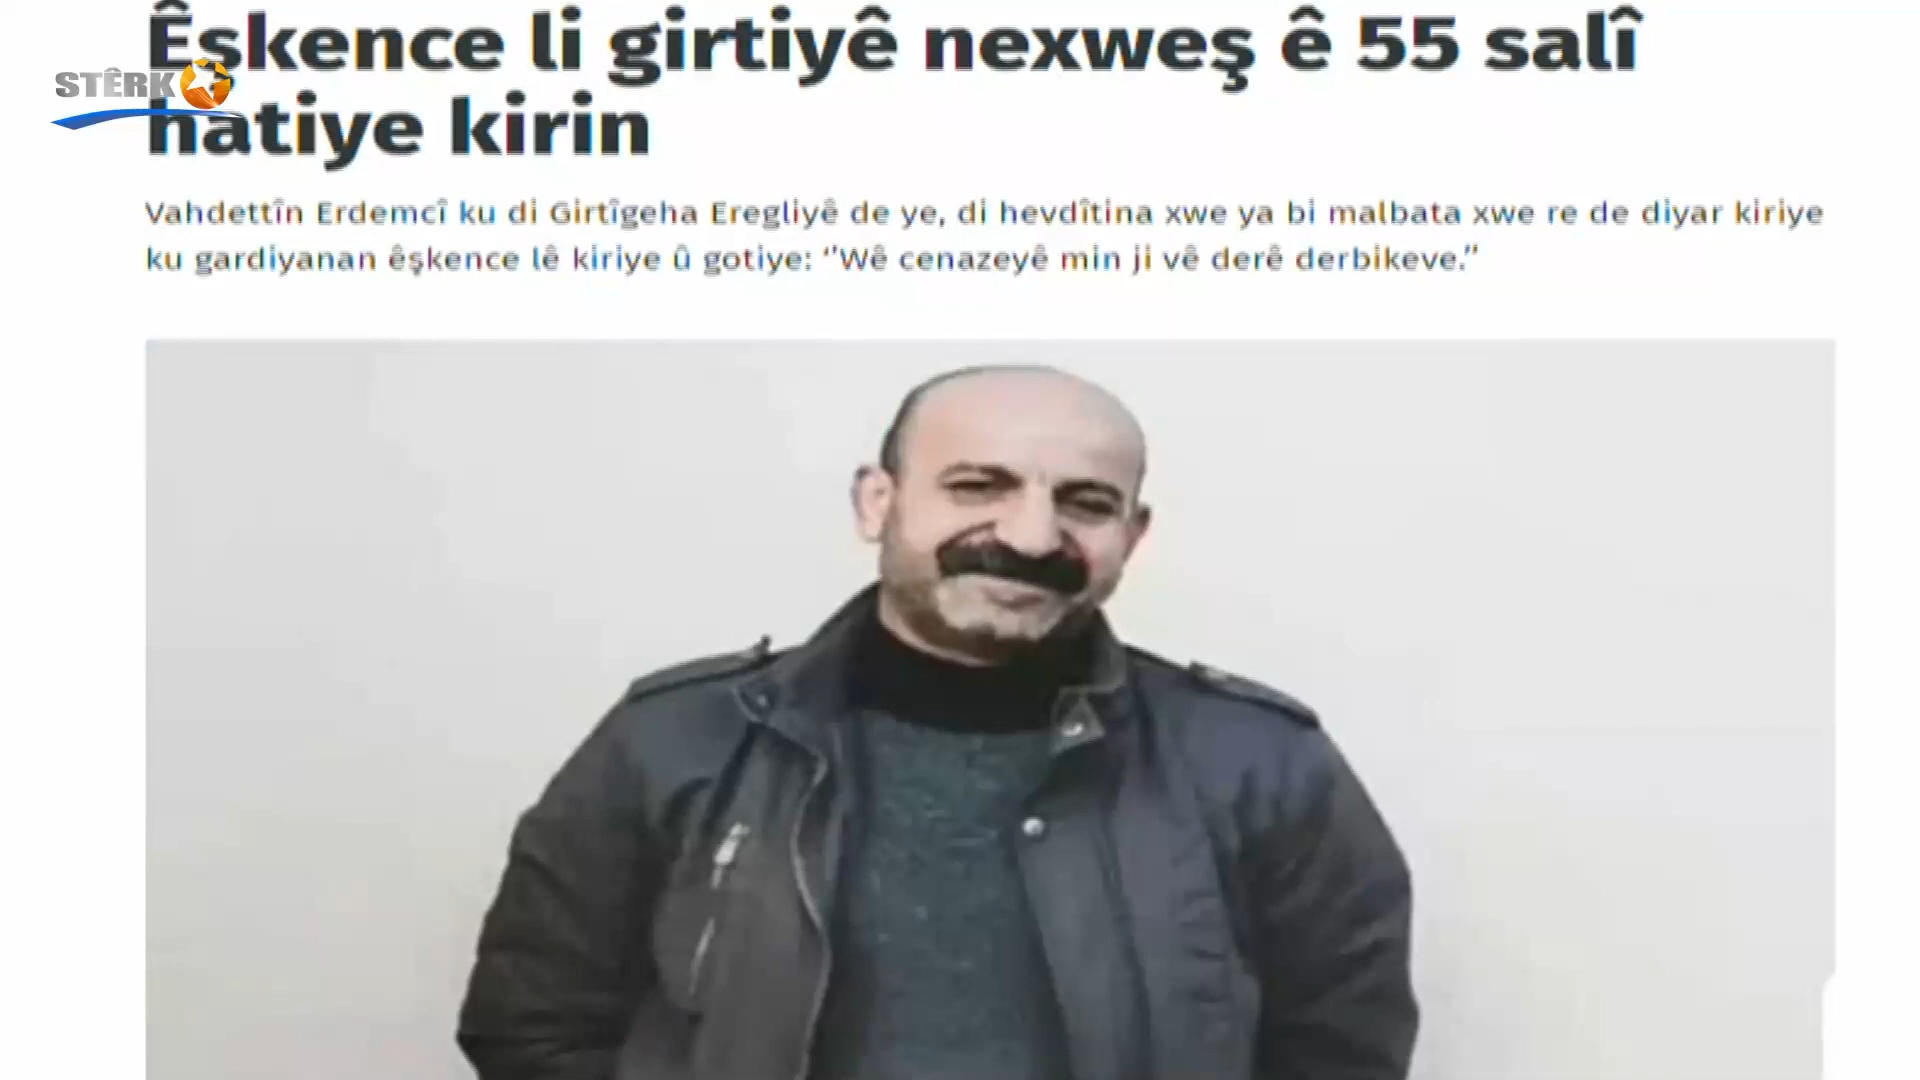 Êşkence li girtiyê nexweş ê 55 salî
STÊRK
hatiye kirin
Vahdettîn Erdemcî ku di Girtîgeha Eregliyê de ye, di hevdîtina xwe ya bi malbata xwe re de diyar kiriye
ku gardiyanan êşkence lê kiriye û gotiye: ‘‘Wê cenazeyê min ji vê derê derbikeve.’’